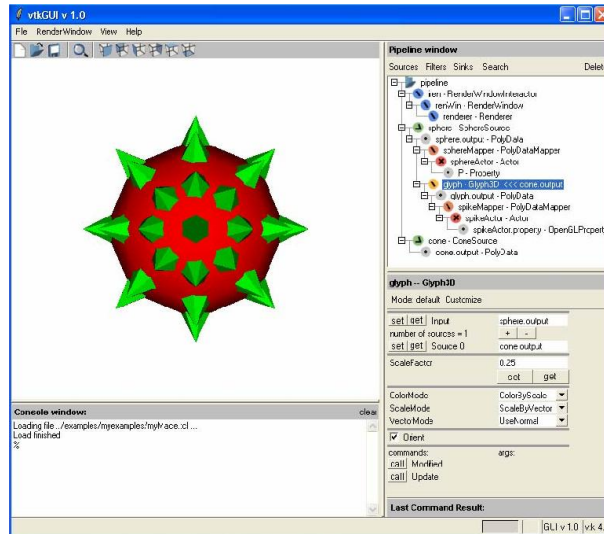 vtkGUI v 1.0
File RenderWindow View Help
Pipeline window
Sources Filters Sinks Search Delete
pipeline
iren - RenderWindowInteractor
renWin - RenderWindow
renderer - Renderer
sphere - SphereSource
sphere.output - PolyData
sphereMapper - PolyDataMapper
sphereActor - Actor
P - Property
glyph - Glyph3D <<< cone.output
glyph.output - PolyData
spikeMapper - PolyDataMapper
spikeActor - Actor
spikeActor.property - OpenGLProperty
cone - ConeSource
cone.output - PolyData
glyph -- Glyph3D
Mode: default Customize
set get Input sphere.output
number of sources = 1 + -
set get Source 0 cone.output
ScaleFactor 0.25
set get
ColorMode ColorByScale
ScaleMode ScaleByVector
VectorMode UseNormal
Orient
commands: args:
call Modified
call Update
Last Command Result:
Console window: clear
Loading file ../examples/myexamples/myMace.tcl ...
Load finished
%
GUI v 1.0 vtk 4.